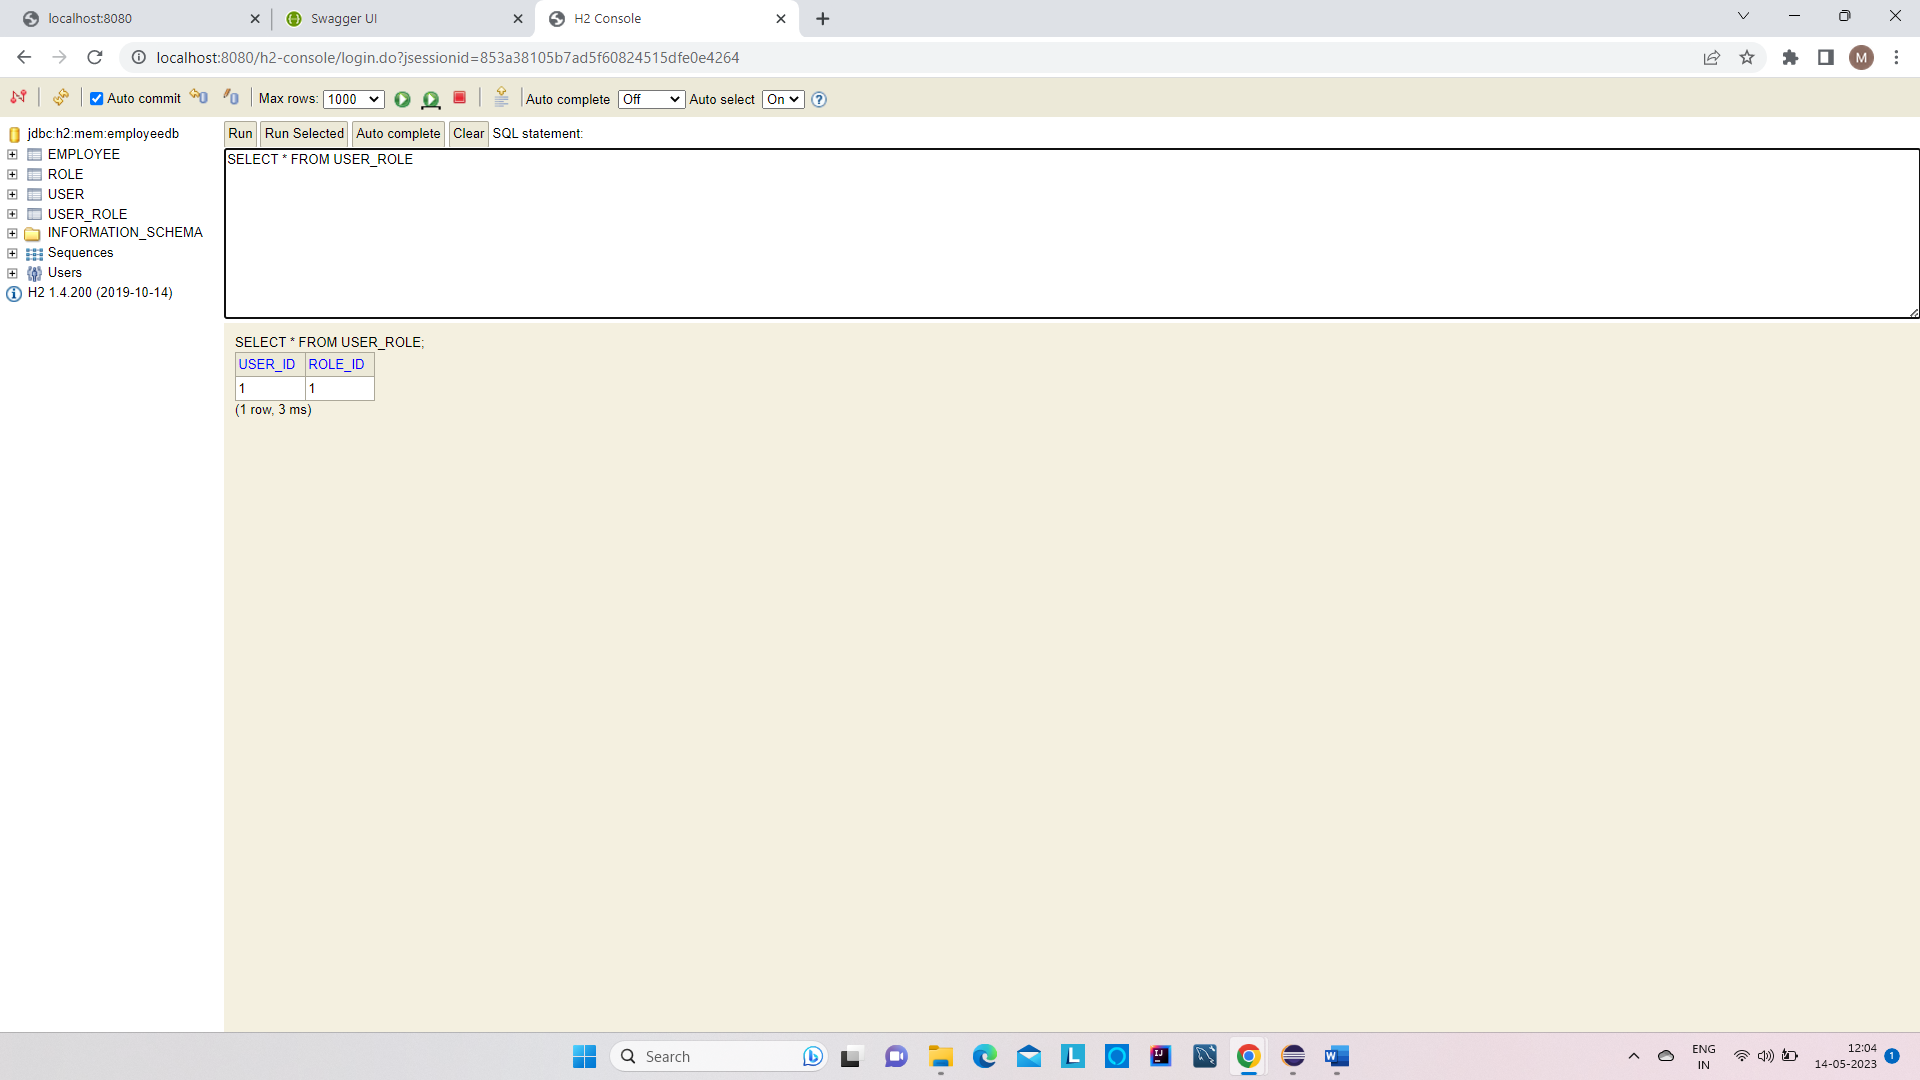 localhost:8080
Swagger UI
H2 Console
localhost:8080/h2-console/login.do?jsessionid=853a38105b7ad5f60824515dfe0e4264
M
Auto commit
Max rows: 1000
Auto complete Off
Auto select On
?
jdbc:h2:mem:employeedb
EMPLOYEE
ROLE
USER
USER_ROLE
INFORMATION_SCHEMA
Sequences
Users
H2 1.4.200 (2019-10-14)
Run Run Selected Auto complete Clear SQL statement:
SELECT * FROM USER_ROLE
SELECT * FROM USER_ROLE;
USER_ID ROLE_ID
1 1
(1 row, 3 ms)
Search
L
IJ
W
ENG
IN
12:04
14-05-2023
1